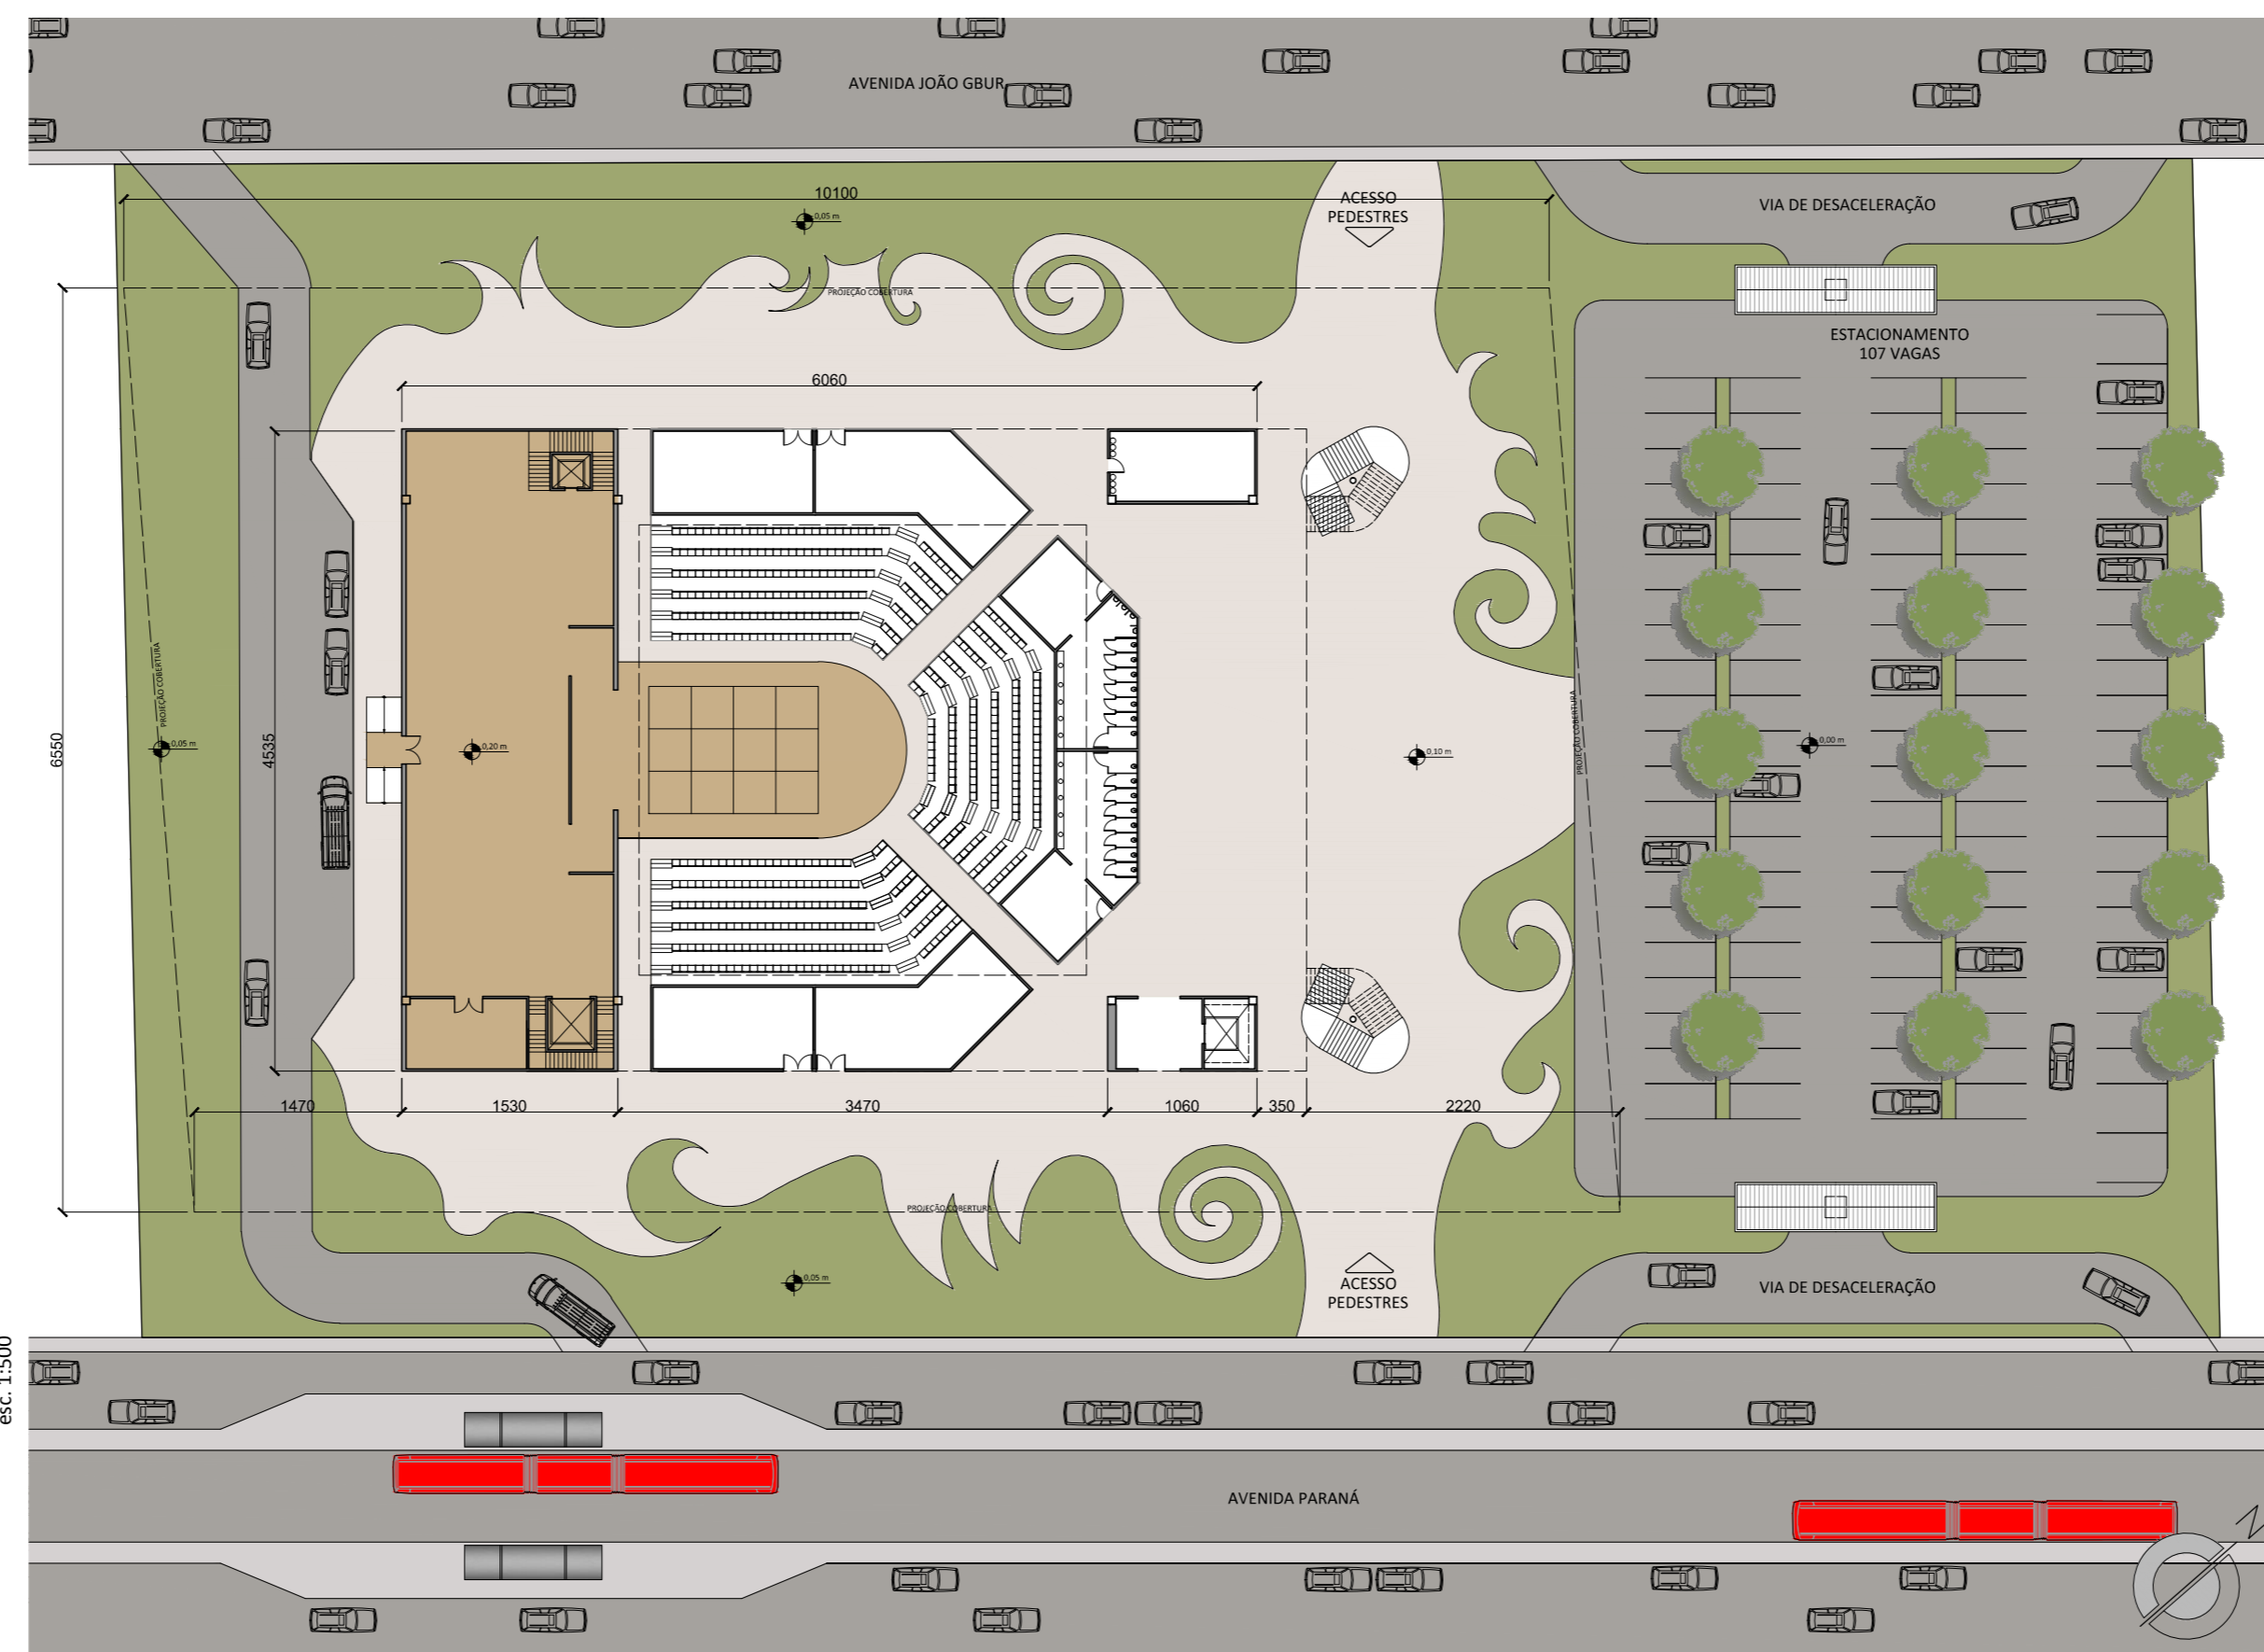 AVENIDA JOÃO GBUR
10100
ACESSO
PEDESTRES
VIA DE DESACELERAÇÃO
0,05 m
PROJEÇÃO COBERTURA
ESTACIONAMENTO
107 VAGAS
6060
6550
4535
PROJEÇÃO COBERTURA
0,05 m
0,20 m
0,10 m
PROJEÇÃO COBERTURA
0,00 m
1470
1530
3470
1060
350
2220
PROJEÇÃO COBERTURA
0,05 m
ACESSO
PEDESTRES
VIA DE DESACELERAÇÃO
esc. 1:500
AVENIDA PARANÁ
N